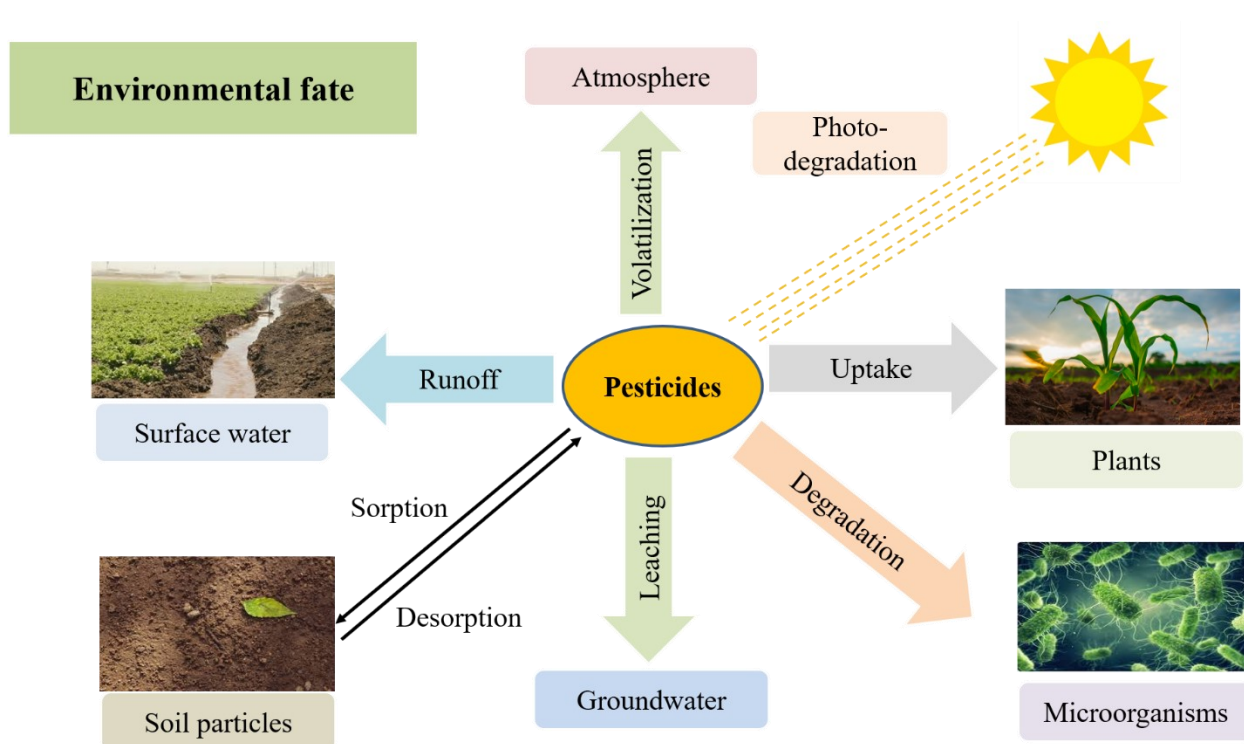 Environmental fate
Atmosphere
Photo-
degradation
Volatilization
Runoff
Pesticides
Uptake
Surface water
Plants
Sorption
Desorption
Leaching
Degradation
Soil particles
Groundwater
Microorganisms